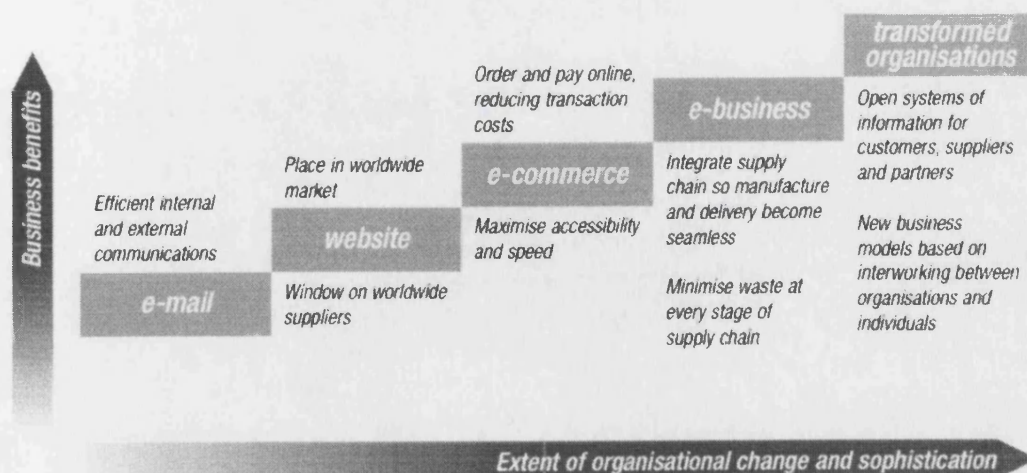 Business benefits
Efficient internal
and external
communications
e-mail
Place in worldwide
market
website
Window on worldwide
suppliers
Order and pay online,
reducing transaction
costs
e-commerce
Maximise accessibility
and speed
e-business
Integrate supply
chain so manufacture
and delivery become
seamless
Minimise waste at
every stage of
supply chain
transformed
organisations
Open systems of
information for
customers, suppliers
and partners
New business
models based on
interworking between
organisations and
individuals
Extent of organisational change and sophistication